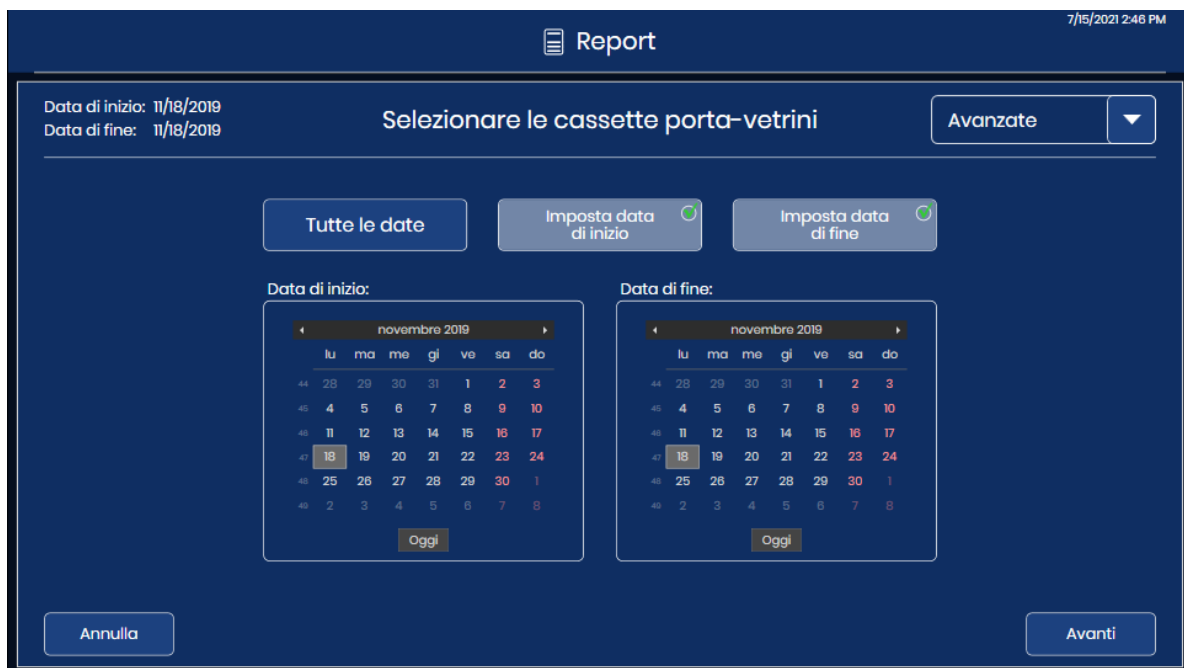 7/15/2021 2:46 PM
Report
Data di inizio: 11/18/2019
Data di fine: 11/18/2019
Selezionare le cassette porta-vetrini
Avanzate
Tutte le date
Imposta data
di inizio
Imposta data
di fine
Data di inizio:
novembre 2019
lu ma me gi ve sa do
44 28 29 30 31 1 2 3
45 4 5 6 7 8 9 10
46 11 12 13 14 15 16 17
47 18 19 20 21 22 23 24
48 25 26 27 28 29 30 1
49 2 3 4 5 6 7 8
Oggi
Data di fine:
novembre 2019
lu ma me gi ve sa do
44 28 29 30 31 1 2 3
45 4 5 6 7 8 9 10
46 11 12 13 14 15 16 17
47 18 19 20 21 22 23 24
48 25 26 27 28 29 30 1
49 2 3 4 5 6 7 8
Oggi
Annulla
Avanti